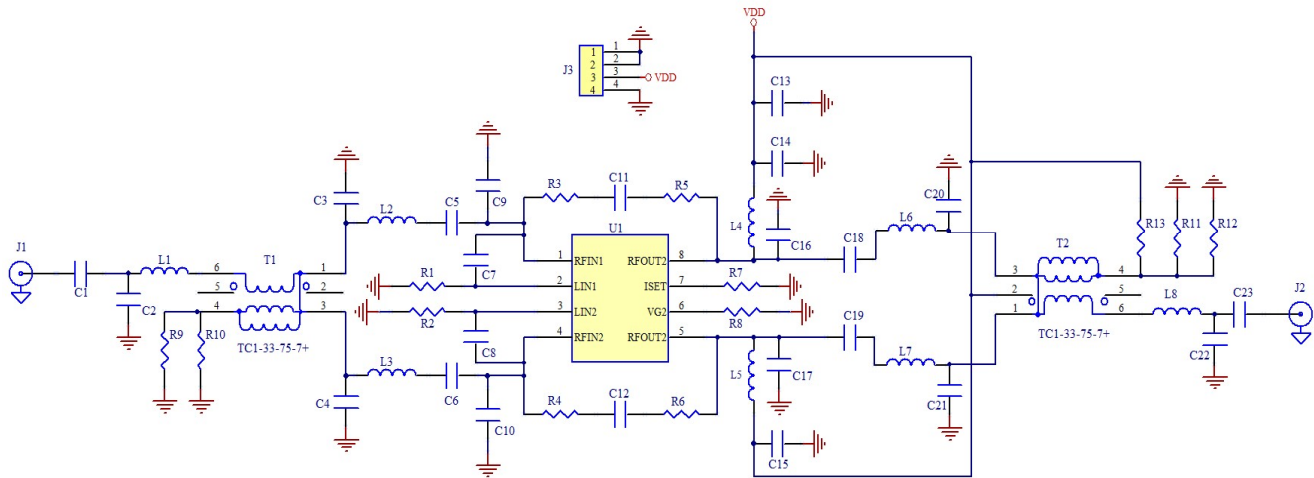 VDD
J3
1
2
3
4
1
2
3
4
VDD
C13
C14
C3
C9
C5
L2
R3
C11
R5
L4
C16
C20
L6
R13
R11
R12
J1
C1
C2
L1
6
5
4
T1
1
2
3
R9
R10
TC1-33-75-7+
C7
R1
R2
C8
U1
1
2
3
4
RFIN1
LIN1
LIN2
RFIN2
RFOUT2
ISET
VG2
RFOUT2
8
7
6
5
R7
R8
C18
C19
L7
T2
3
2
1
4
5
6
TC1-33-75-7+
L8
C23
J2
C22
L3
C6
C4
C10
R4
C12
R6
L5
C17
C15
C21